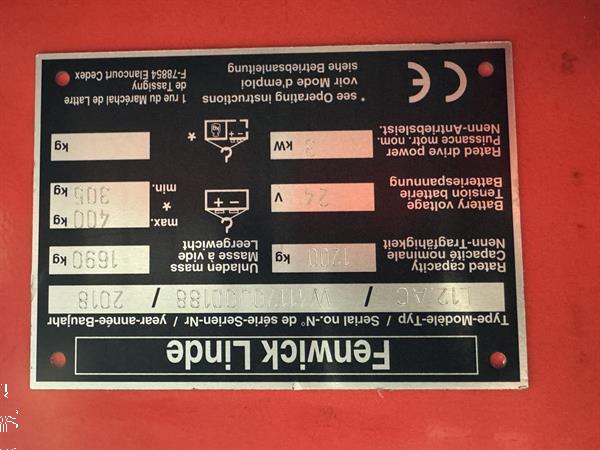 Fenwick Linde
Type-Modèle-Typ / Serial no.-N° de série-Serien-Nr / year-année-Baujahr
L12.AC / / 2018
Rated capacity
Capacité nominale
Nenn-Tragfähigkeit
1200 kg
Unladen mass
Masse à vide
Leergewicht
1690 kg
Battery voltage
Tension batterie
Batteriespannung
24 V
max. 400 kg
min. 305 kg
*
Rated drive power
Puissance motr. nom.
Nenn-Antriebsleist.
3 kW
*
kg
CE
* see Operating instructions
voir Mode d'emploi
siehe Betriebsanleitung
1 rue du Maréchal de Lattre
de Tassigny
F-78854 Elancourt Cedex